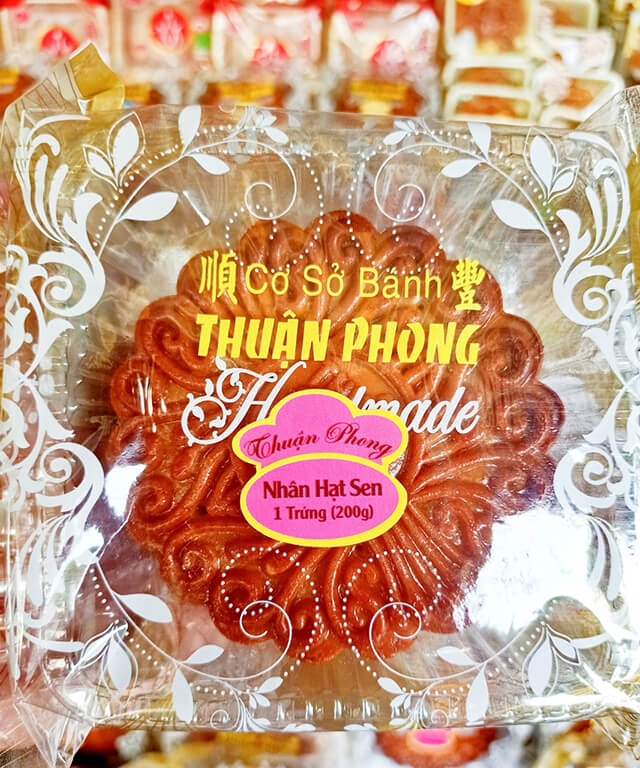 順 Cơ Sở Bánh 豐
THUẬN PHONG
Handmade
Thuận Phong
Nhân Hạt Sen
1 Trứng (200g)